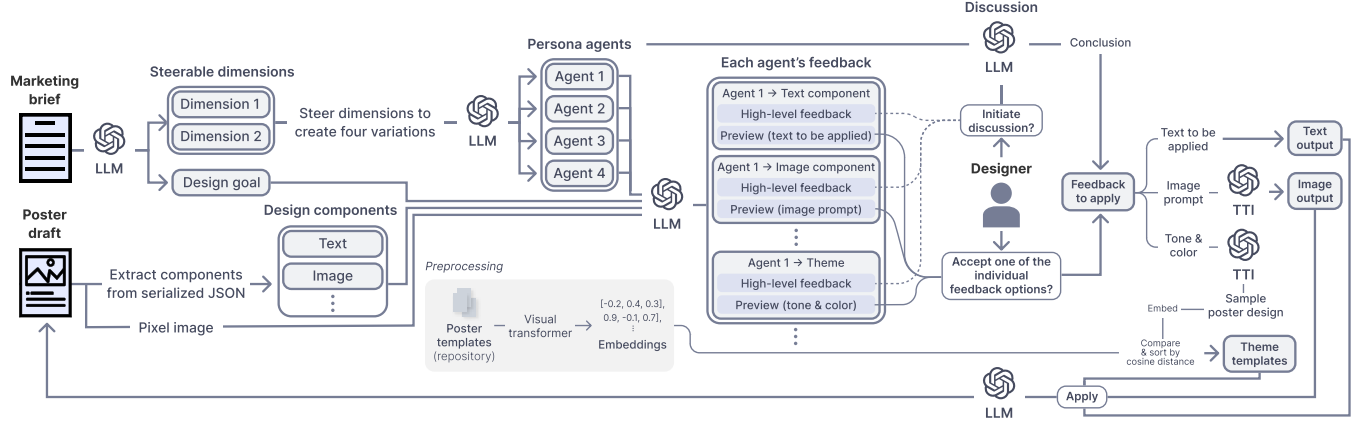 Marketing
brief
LLM
Steerable dimensions
Dimension 1
Dimension 2
Design goal
Steer dimensions to
create four variations
LLM
Persona agents
Agent 1
Agent 2
Agent 3
Agent 4
Poster
draft
Extract components
from serialized JSON
Pixel image
Design components
Text
Image
LLM
Preprocessing
Poster
templates
(repository)
Visual
transformer
[-0.2, 0.4, 0.3],
0.9, -0.1, 0.7],
Embeddings
Each agent's feedback
Agent 1 → Text component
High-level feedback
Preview (text to be applied)
Agent 1 → Image component
High-level feedback
Preview (image prompt)
Agent 1 → Theme
High-level feedback
Preview (tone & color)
Discussion
LLM
Conclusion
Initiate
discussion?
Designer
Accept one of the
individual
feedback options?
Feedback
to apply
Text to be
applied
Text
output
Image
prompt
TTI
Image
output
Tone &
color
TTI
Sample
poster design
Embed
Compare
& sort by
cosine distance
Theme
templates
Apply
LLM